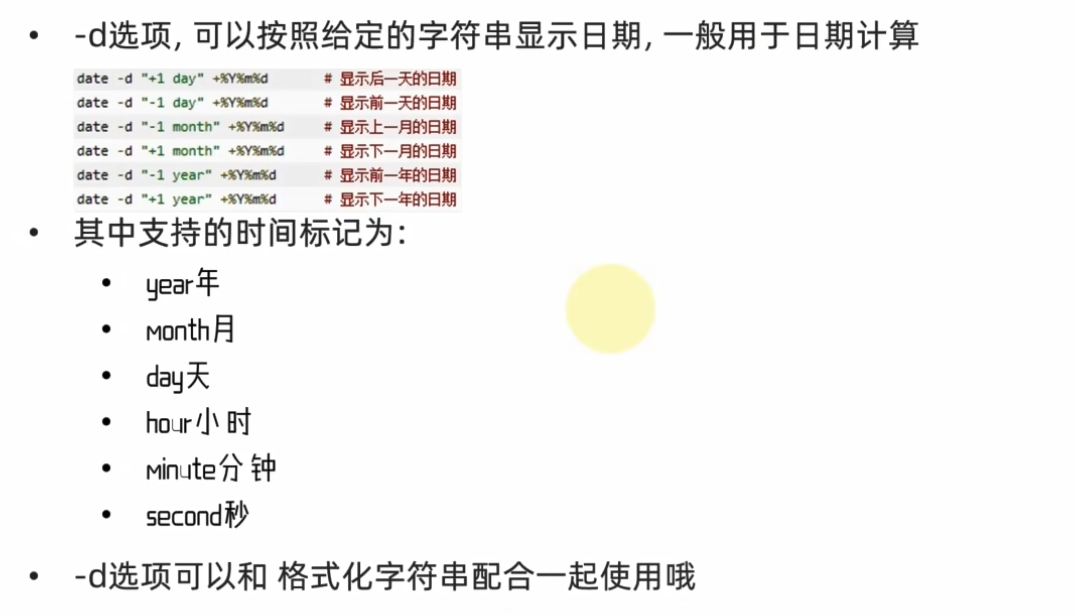 • -d选项, 可以按照给定的字符串显示日期, 一般用于日期计算
date -d "+1 day" +%Y%m%d # 显示后一天的日期
date -d "-1 day" +%Y%m%d # 显示前一天的日期
date -d "-1 month" +%Y%m%d # 显示上一月的日期
date -d "+1 month" +%Y%m%d # 显示下一月的日期
date -d "-1 year" +%Y%m%d # 显示前一年的日期
date -d "+1 year" +%Y%m%d # 显示下一年的日期
• 其中支持的时间标记为：
• year年
• month月
• day天
• hour小时
• minute分钟
• second秒
• -d选项可以和 格式化字符串配合一起使用哦